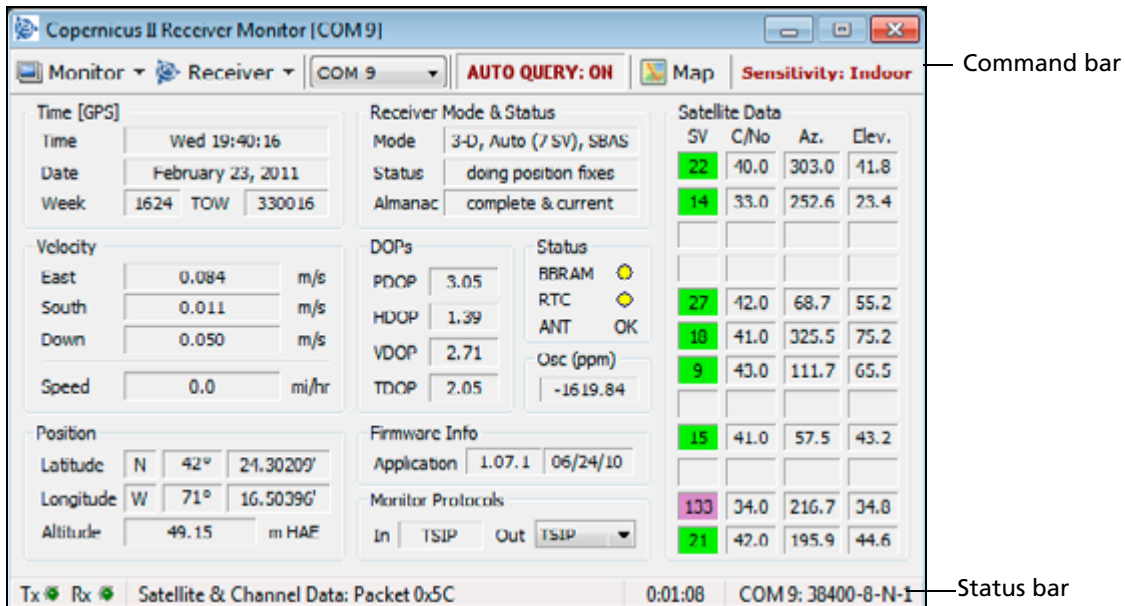 Copernicus II Receiver Monitor [COM 9]
Monitor Receiver COM 9 AUTO QUERY: ON Map Sensitivity: Indoor
Command bar
Time [GPS]
Time Wed 19:40:16
Date February 23, 2011
Week 1624 TOW 330016
Velocity
East 0.084 m/s
South 0.011 m/s
Down 0.050 m/s
Speed 0.0 mi/hr
Position
Latitude N 42° 24.30209'
Longitude W 71° 16.50396'
Altitude 49.15 m HAE
Receiver Mode & Status
Mode 3-D, Auto (7 SV), SBAS
Status doing position fixes
Almanac complete & current
DOPs
PDOP 3.05
HDOP 1.39
VDOP 2.71
TDOP 2.05
Status
BBRAM
RTC
ANT OK
Osc (ppm)
-1619.84
Firmware Info
Application 1.07.1 06/24/10
Monitor Protocols
In TSIP Out TSIP
Satellite Data
SV C/No Az. Elev.
22 40.0 303.0 41.8
14 33.0 252.6 23.4
27 42.0 68.7 55.2
18 41.0 325.5 75.2
9 43.0 111.7 65.5
15 41.0 57.5 43.2
133 34.0 216.7 34.8
21 42.0 195.9 44.6
Tx Rx Satellite & Channel Data: Packet 0x5C 0:01:08 COM 9: 38400-8-N-1
Status bar